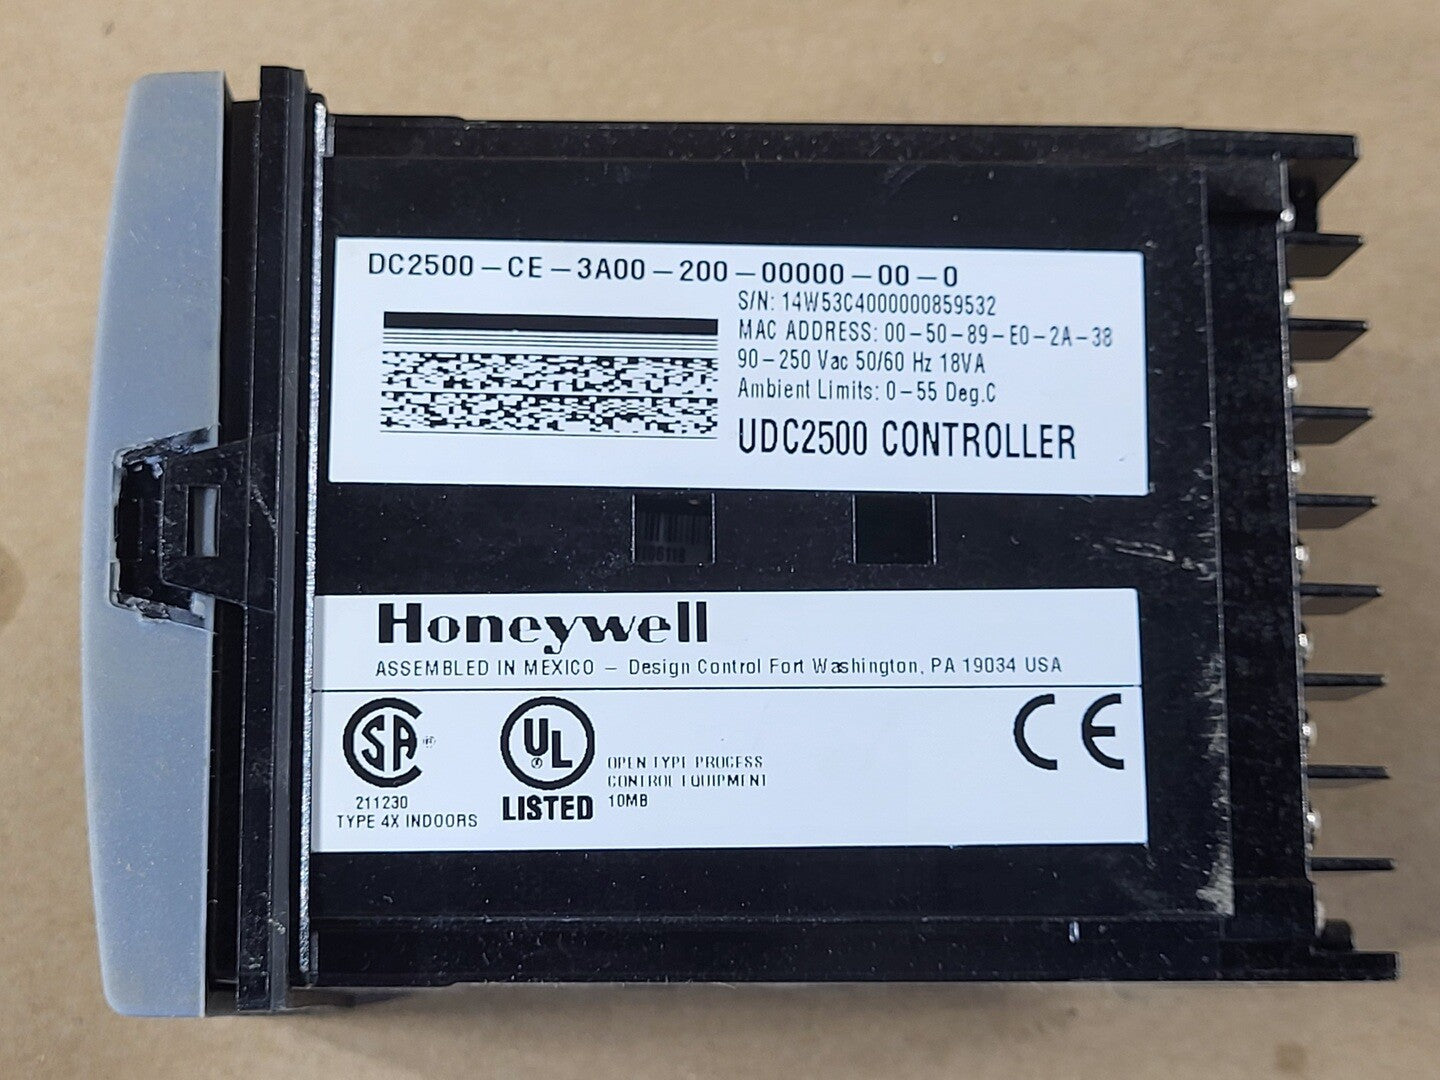 DC2500-CE-3A00-200-00000-00-0
S/N: 14W53C4000000859532
MAC ADDRESS: 00-50-89-E0-2A-38
90-250 Vac 50/60 Hz 18VA
Ambient Limits: 0-55 Deg.C
UDC2500 CONTROLLER
Honeywell
ASSEMBLED IN MEXICO - Design Control Fort Washington, PA 19034 USA
SA
®
211230
TYPE 4X INDOORS
UL
®
LISTED
OPEN TYPE PROCESS
CONTROL EQUIPMENT
10MB
CE